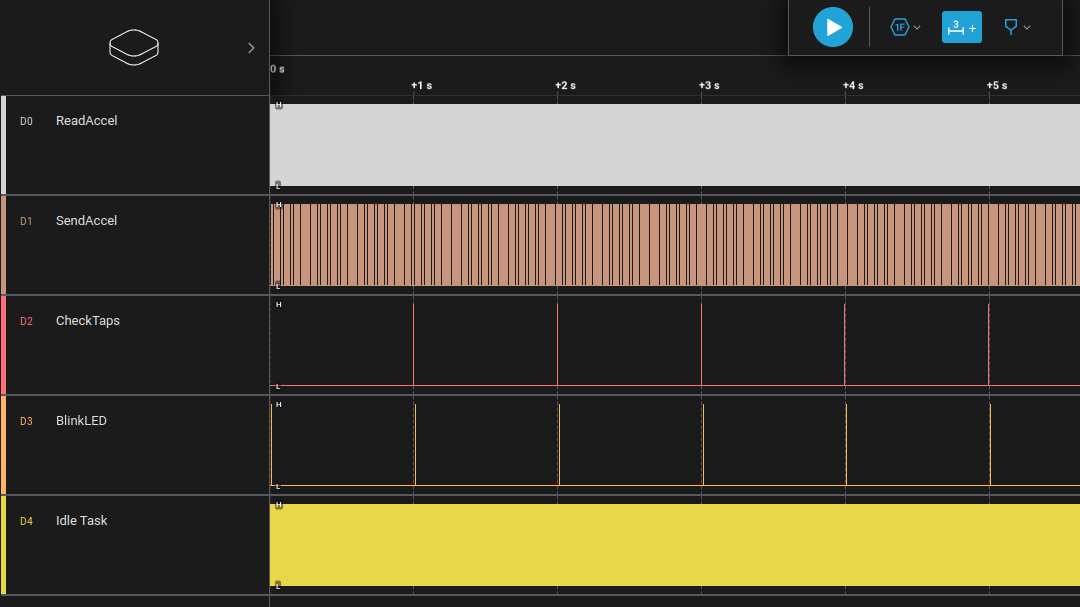 1F
3 +
0 s
+1 s +2 s +3 s +4 s +5 s
D0 ReadAccel
H
L
D1 SendAccel
H
L
D2 CheckTaps
H
L
D3 BlinkLED
H
L
D4 Idle Task
H
L